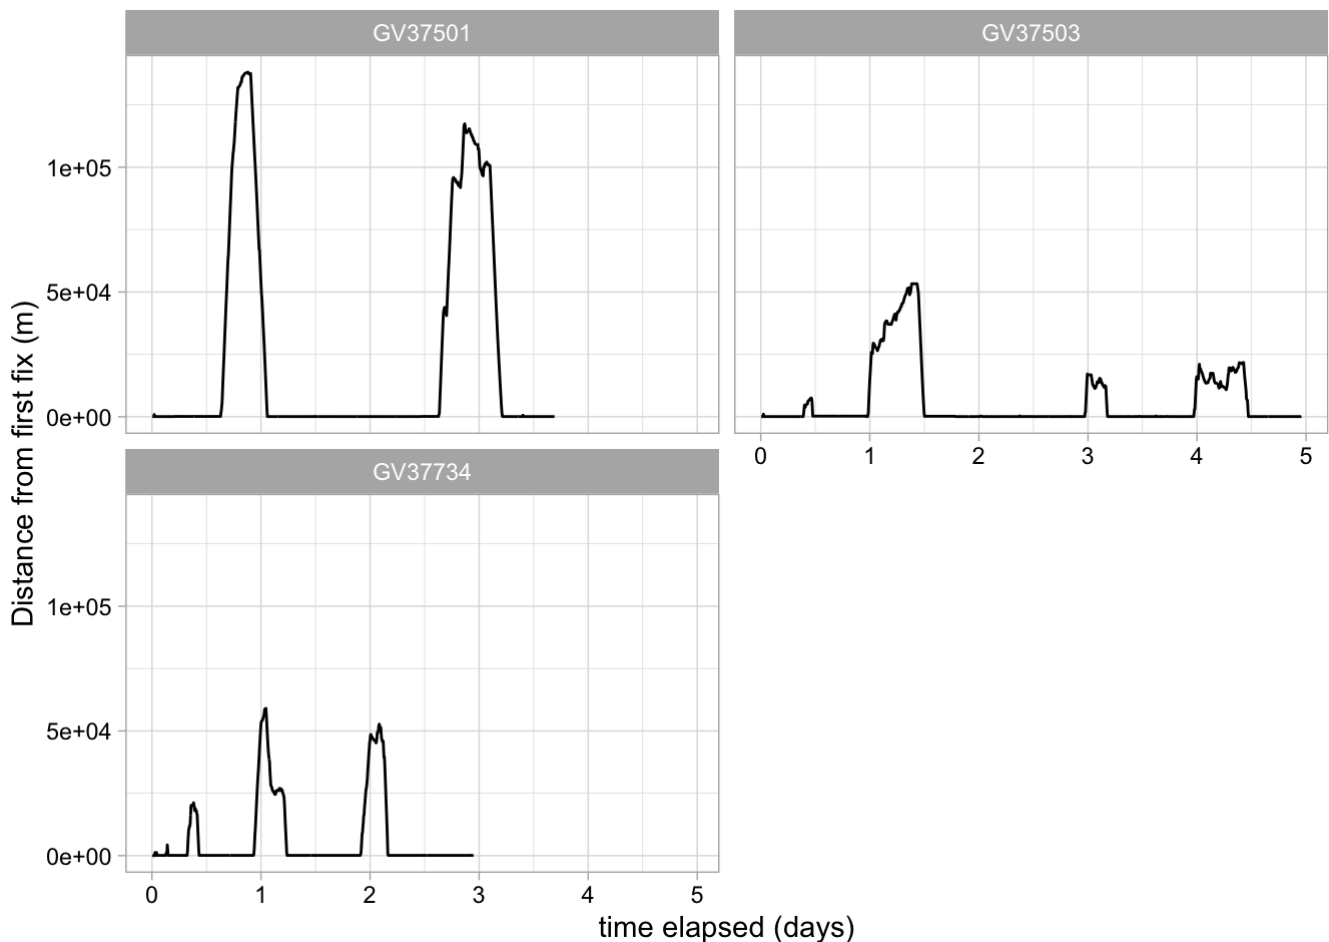 GV37501
GV37503
1e+05
5e+04
0e+00
0 1 2 3 4 5
GV37734
1e+05
5e+04
0e+00
0 1 2 3 4 5
Distance from first fix (m)
time elapsed (days)